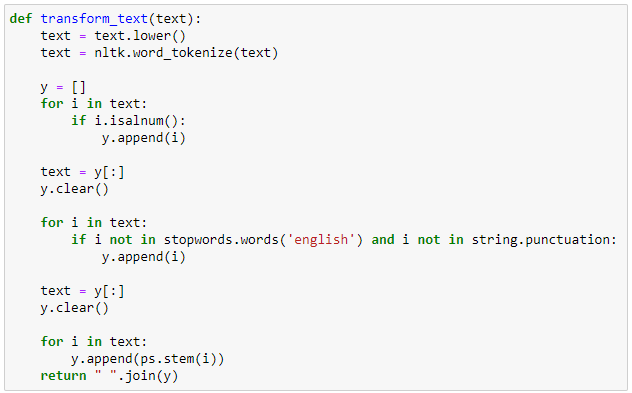 def transform_text(text):
    text = text.lower()
    text = nltk.word_tokenize(text)

    y = []
    for i in text:
        if i.isalnum():
            y.append(i)

    text = y[:]
    y.clear()

    for i in text:
        if i not in stopwords.words('english') and i not in string.punctuation:
            y.append(i)

    text = y[:]
    y.clear()

    for i in text:
        y.append(ps.stem(i))
    return " ".join(y)